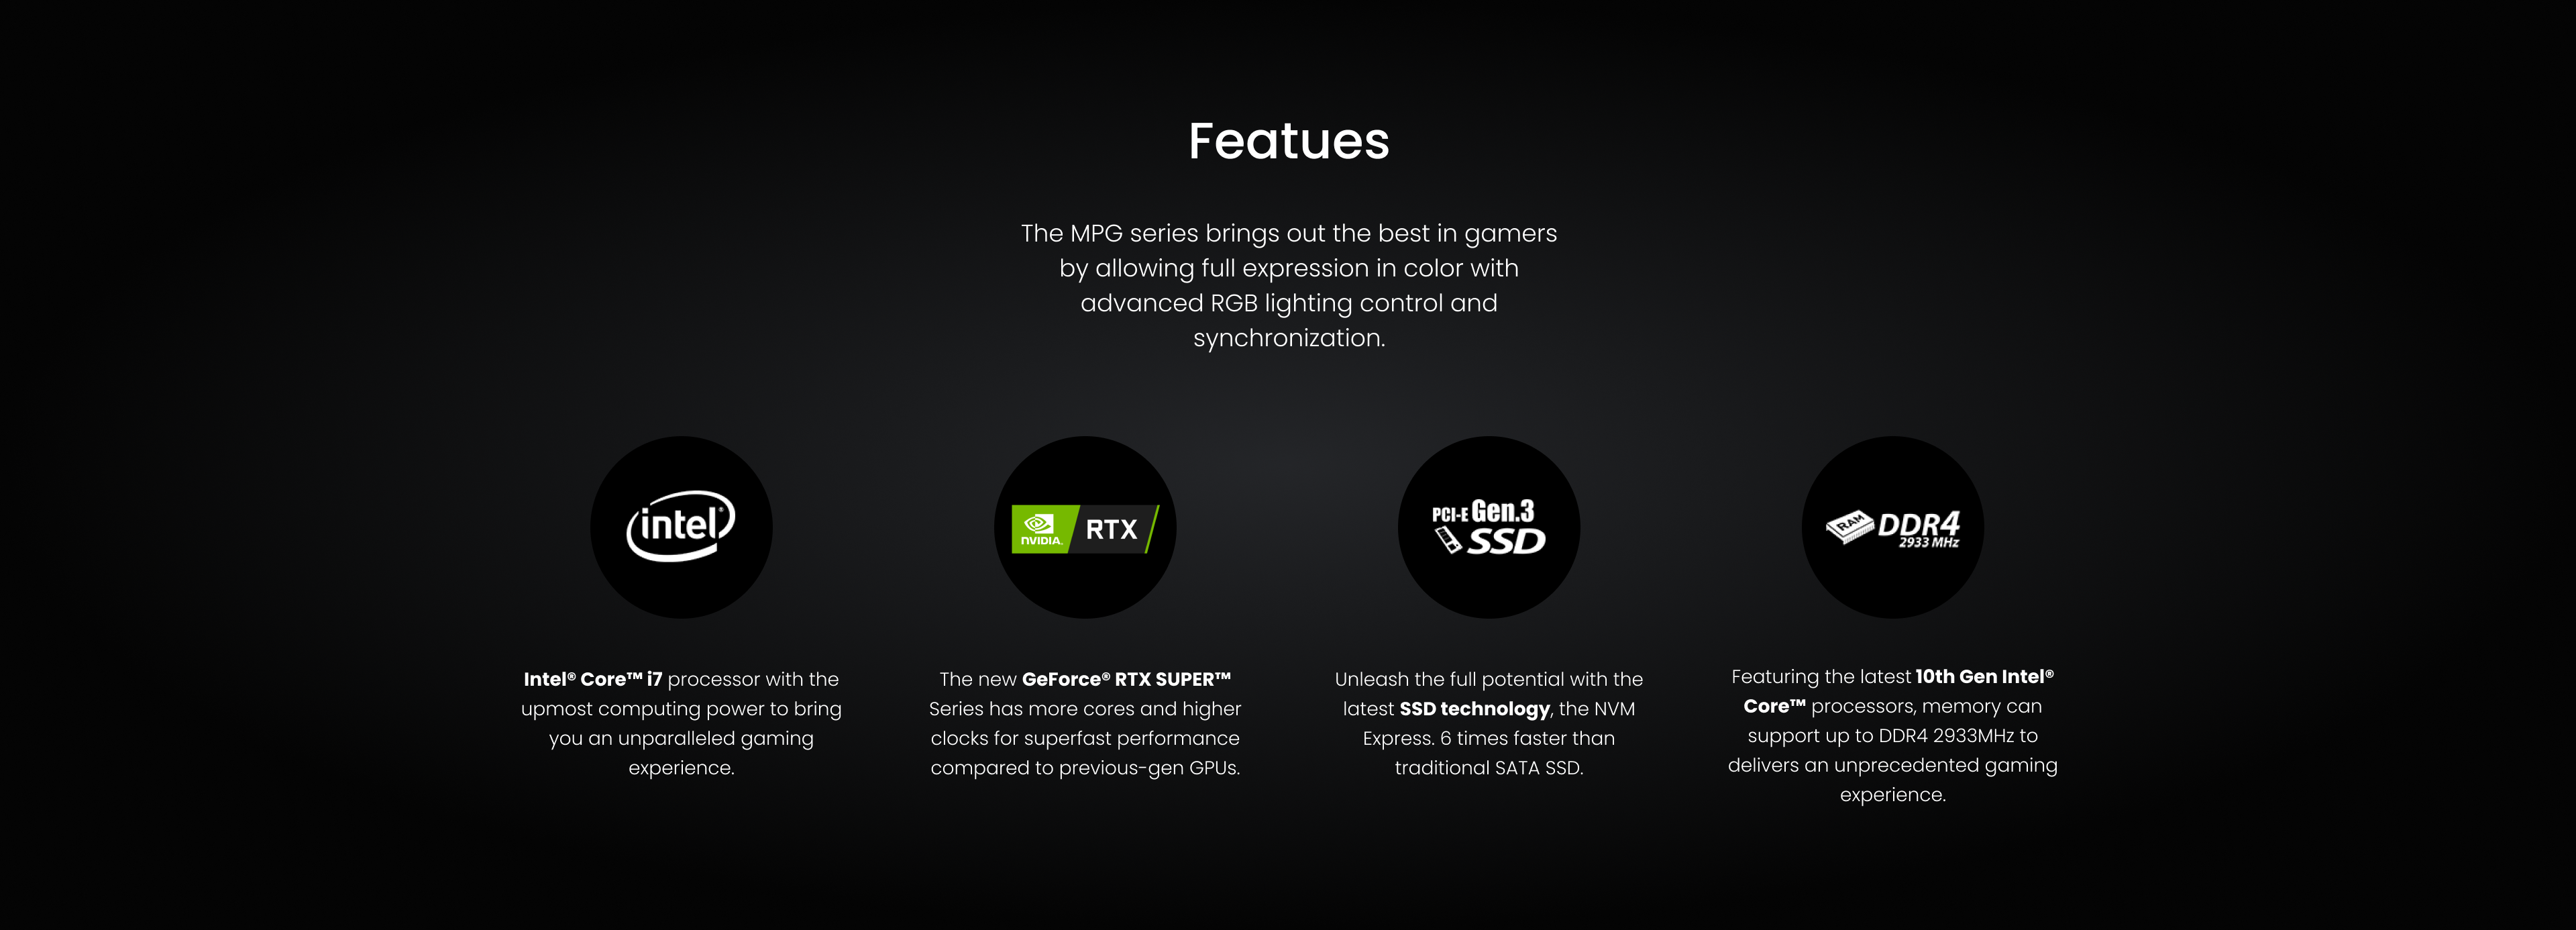 Featues
The MPG series brings out the best in gamers
by allowing full expression in color with
advanced RGB lighting control and
synchronization.
intel®
NVIDIA.
RTX
PCI-E Gen.3
SSD
RAM
DDR4
2933 MHz
Intel® Core™ i7 processor with the
upmost computing power to bring
you an unparalleled gaming
experience.
The new GeForce® RTX SUPER™
Series has more cores and higher
clocks for superfast performance
compared to previous-gen GPUs.
Unleash the full potential with the
latest SSD technology, the NVM
Express. 6 times faster than
traditional SATA SSD.
Featuring the latest 10th Gen Intel®
Core™ processors, memory can
support up to DDR4 2933MHz to
delivers an unprecedented gaming
experience.